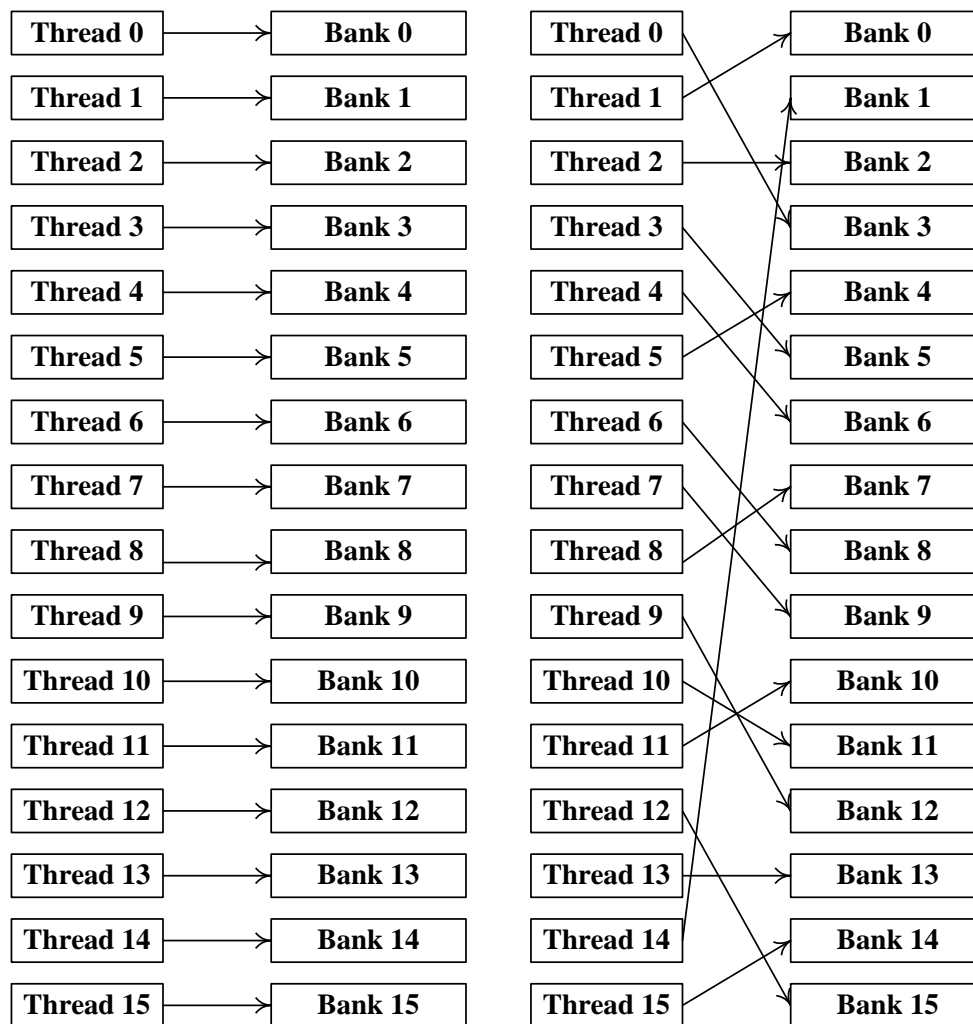 Thread 0 Bank 0 Thread 0 Bank 0
Thread 1 Bank 1 Thread 1 Bank 1
Thread 2 Bank 2 Thread 2 Bank 2
Thread 3 Bank 3 Thread 3 Bank 3
Thread 4 Bank 4 Thread 4 Bank 4
Thread 5 Bank 5 Thread 5 Bank 5
Thread 6 Bank 6 Thread 6 Bank 6
Thread 7 Bank 7 Thread 7 Bank 7
Thread 8 Bank 8 Thread 8 Bank 8
Thread 9 Bank 9 Thread 9 Bank 9
Thread 10 Bank 10 Thread 10 Bank 10
Thread 11 Bank 11 Thread 11 Bank 11
Thread 12 Bank 12 Thread 12 Bank 12
Thread 13 Bank 13 Thread 13 Bank 13
Thread 14 Bank 14 Thread 14 Bank 14
Thread 15 Bank 15 Thread 15 Bank 15